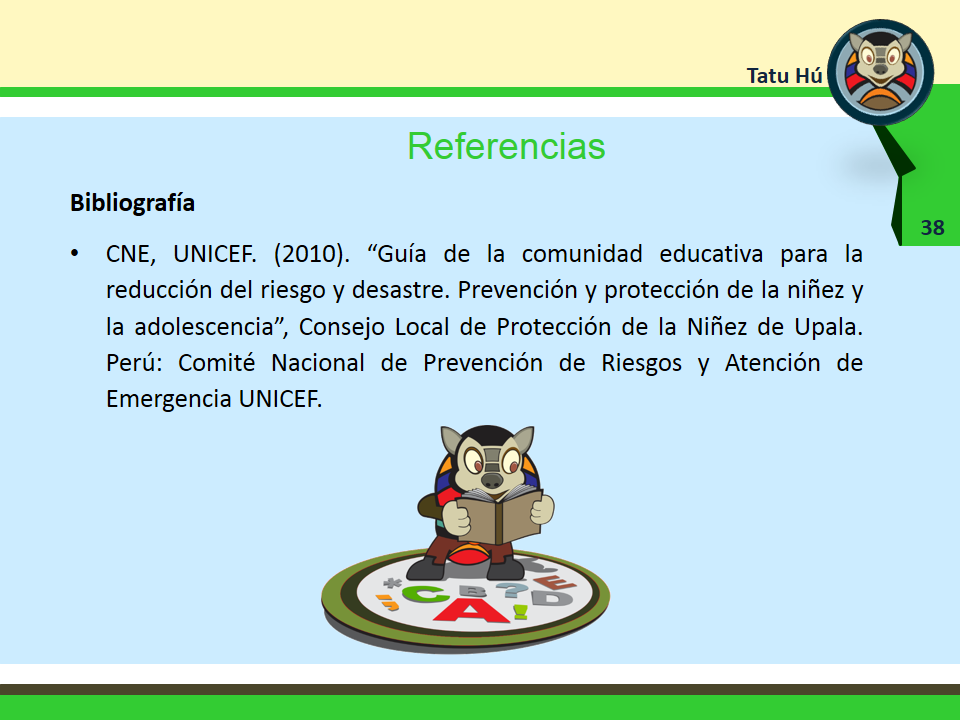 Tatu Hú
Referencias
38
Bibliografía
• CNE, UNICEF. (2010). “Guía de la comunidad educativa para la
reducción del riesgo y desastre. Prevención y protección de la niñez y
la adolescencia”, Consejo Local de Protección de la Niñez de Upala.
Perú: Comité Nacional de Prevención de Riesgos y Atención de
Emergencia UNICEF.
* C B ? E
" A ! D